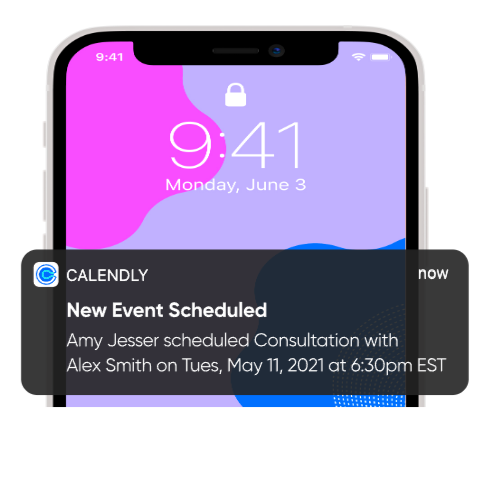 9:41
9:41
Monday, June 3
CALENDLY
now
New Event Scheduled
Amy Jesser scheduled Consultation with
Alex Smith on Tues, May 11, 2021 at 6:30pm EST